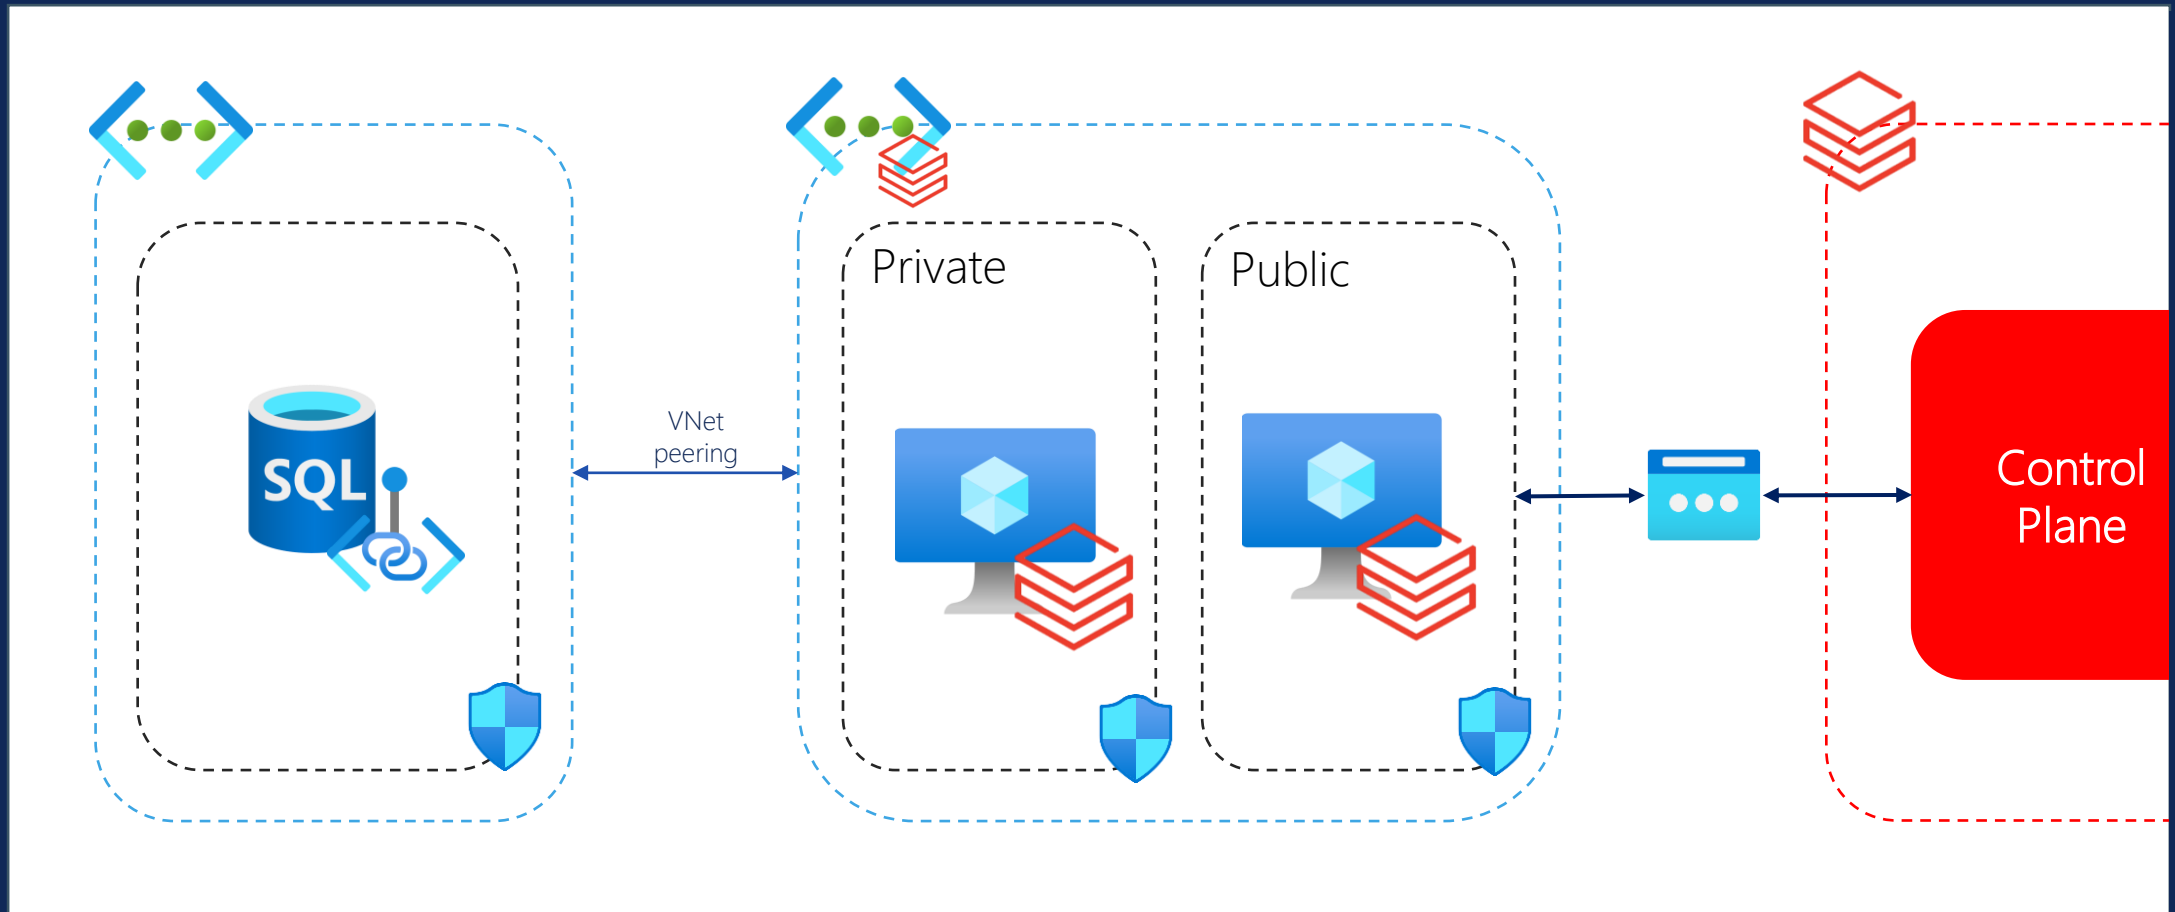 Private
Public
SQL
VNet
peering
Control
Plane